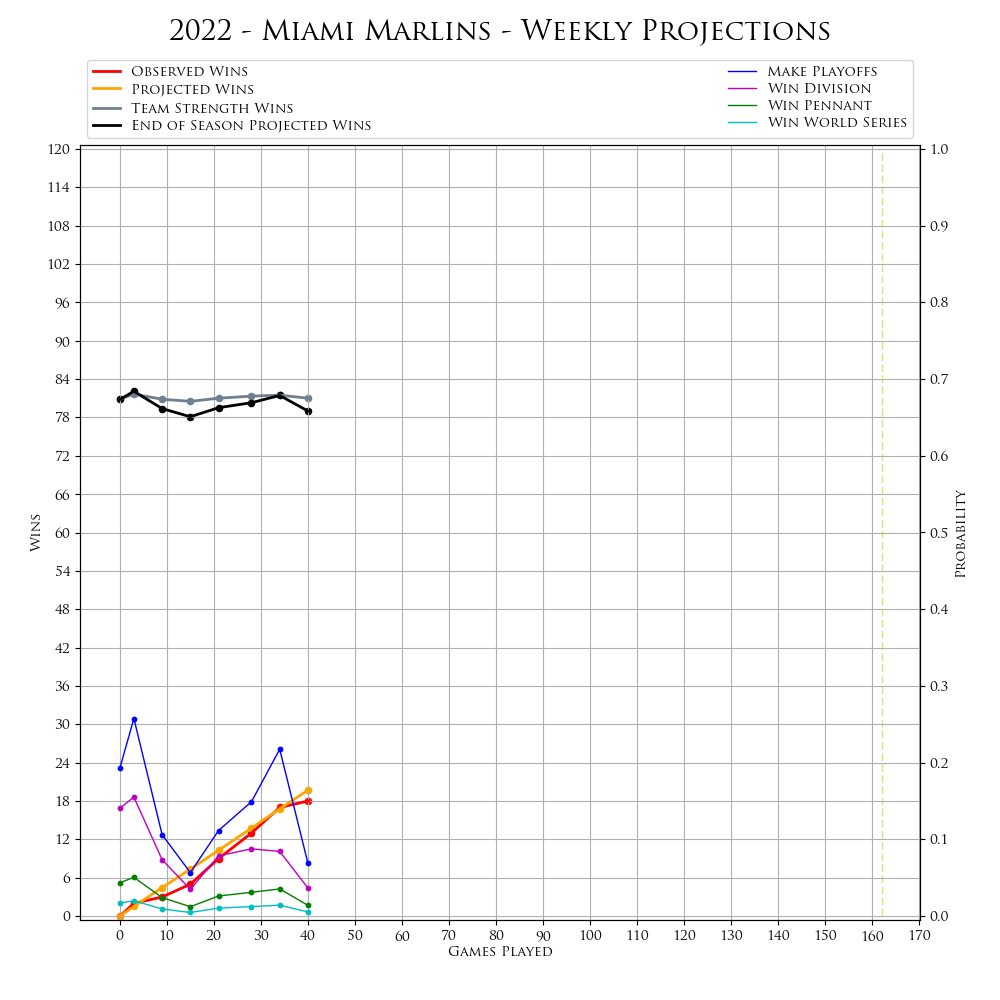 2022 - Miami Marlins - Weekly Projections
Observed Wins
Projected Wins
Team Strength Wins
End of Season Projected Wins
Make Playoffs
Win Division
Win Pennant
Win World Series
120
114
108
102
96
90
84
78
72
66
60
54
48
42
36
30
24
18
12
6
0
Wins
1.0
0.9
0.8
0.7
0.6
0.5
0.4
0.3
0.2
0.1
0.0
Probability
0 10 20 30 40 50 60 70 80 90 100 110 120 130 140 150 160 170
Games Played